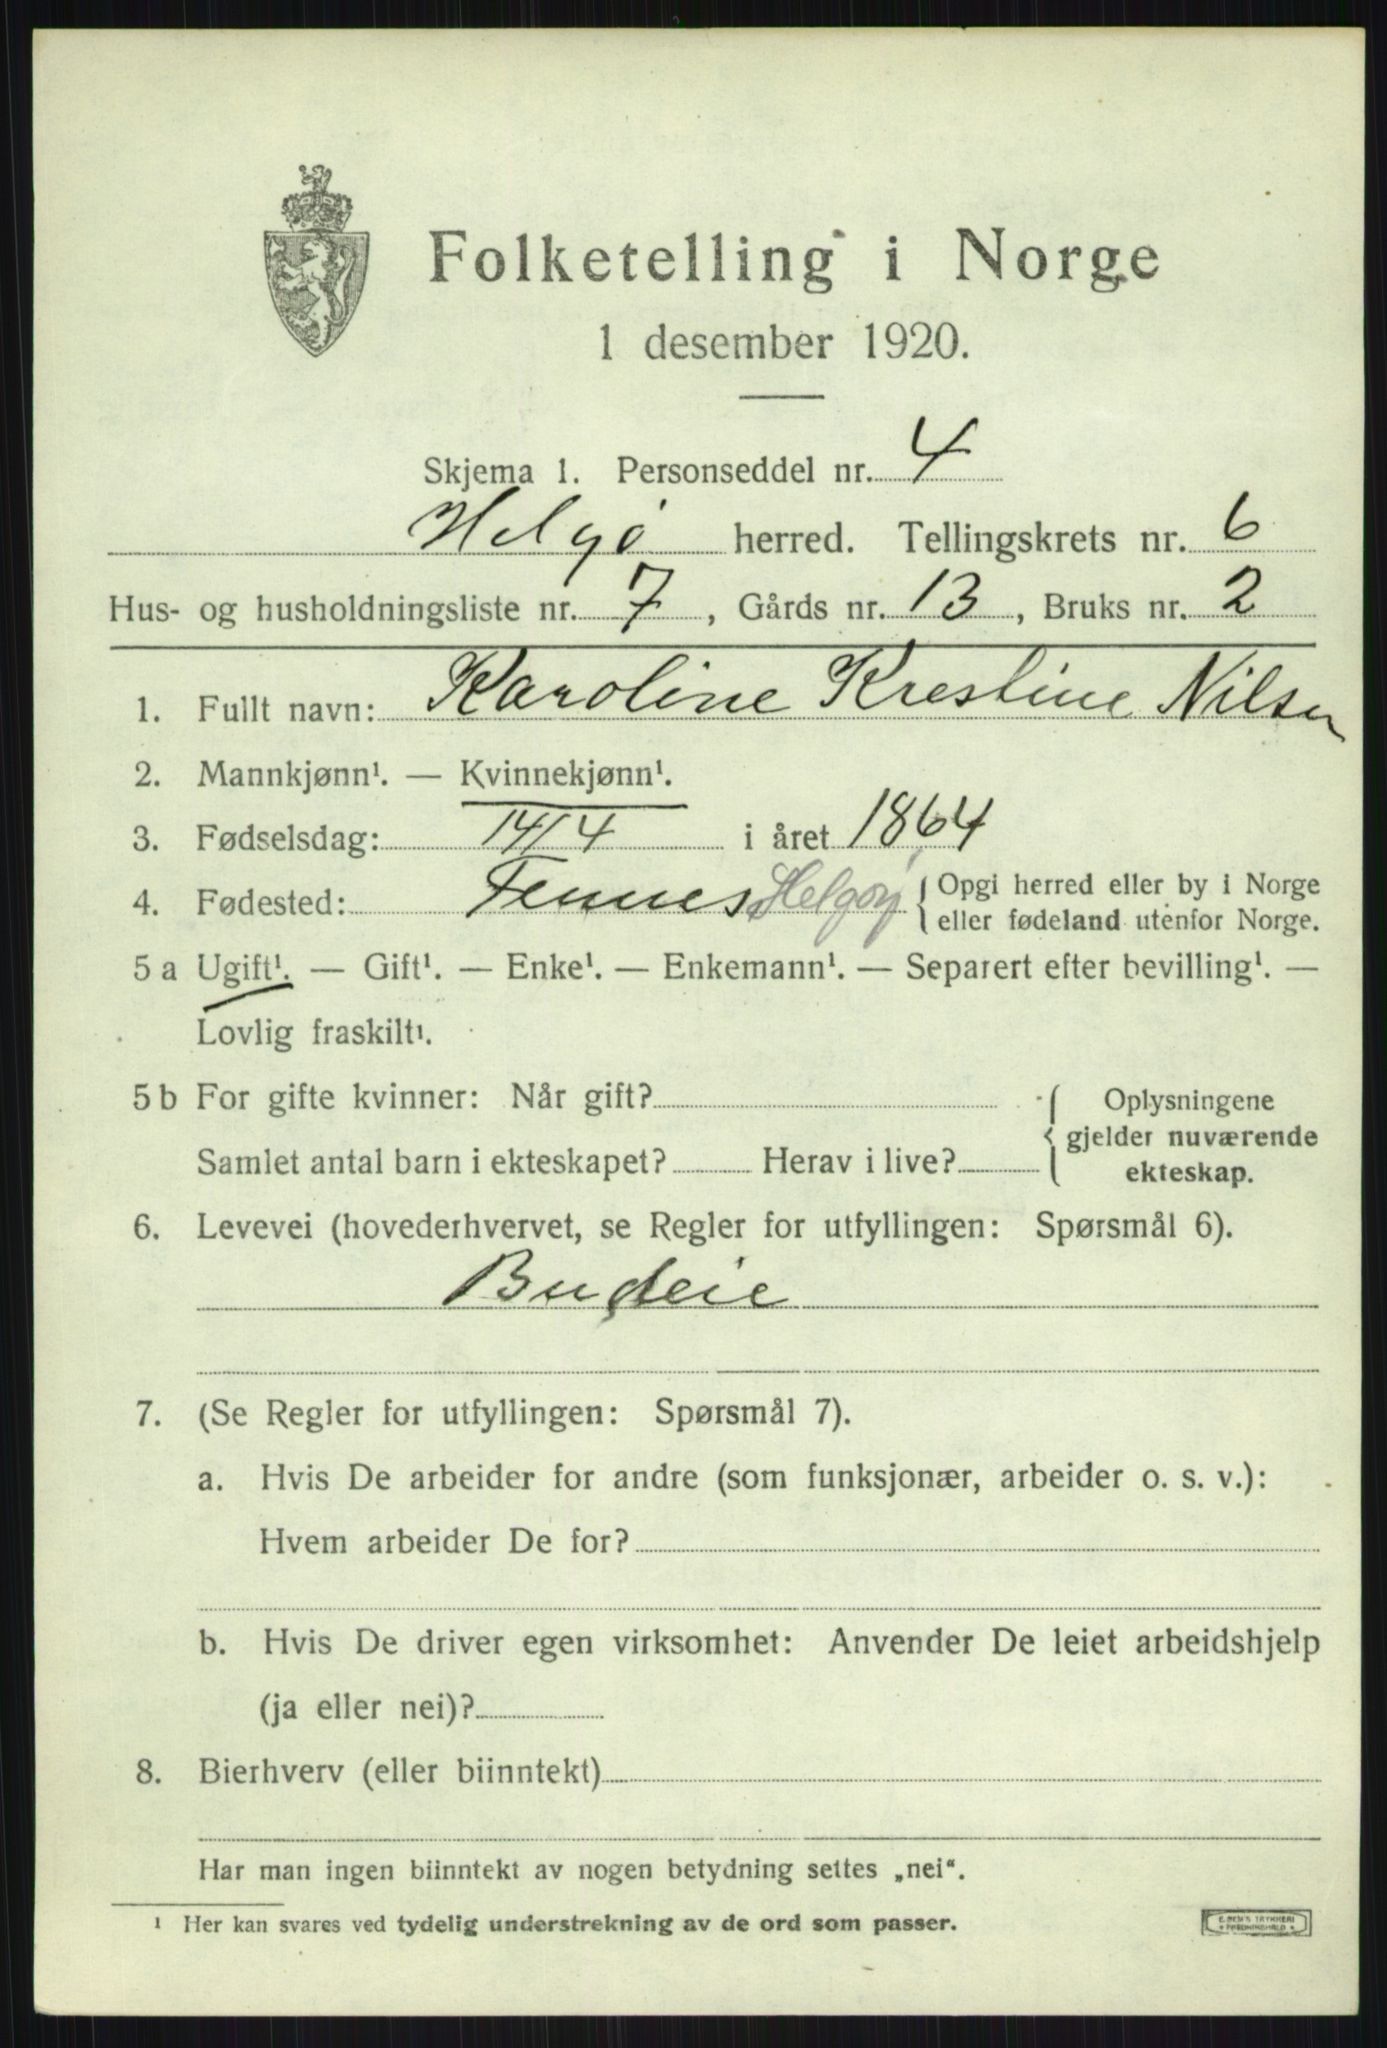 Folketelling i Norge
1 desember 1920.
Skjema 1. Personseddel nr. 4
Helgø herred. Tellingskrets nr. 6
Hus- og husholdningsliste nr. 7, Gårds nr. 13, Bruks nr. 2
1. Fullt navn: Karoline Krestine Nilsen
2. Mannkjønn¹. — Kvinnekjønn¹.
3. Fødselsdag: 14/4 i året 1864
4. Fødested: Tennes Helgøy { Opgi herred eller by i Norge
eller fødeland utenfor Norge.
5 a Ugift¹. — Gift¹. — Enke¹. — Enkemann¹. — Separert efter bevilling¹. —
Lovlig fraskilt¹.
5 b For gifte kvinner: Når gift? { Oplysningene
gjelder nuværende
Samlet antal barn i ekteskapet? Herav i live? ekteskap.
6. Levevei (hovederhvervet, se Regler for utfyllingen: Spørsmål 6).
Budeie
7. (Se Regler for utfyllingen: Spørsmål 7).
a. Hvis De arbeider for andre (som funksjonær, arbeider o. s. v.):
Hvem arbeider De for?
b. Hvis De driver egen virksomhet: Anvender De leiet arbeidshjelp
(ja eller nei)?
8. Bierhverv (eller biinntekt)
Har man ingen biinntekt av nogen betydning settes „nei“.
¹ Her kan svares ved tydelig understrekning av de ord som passer.